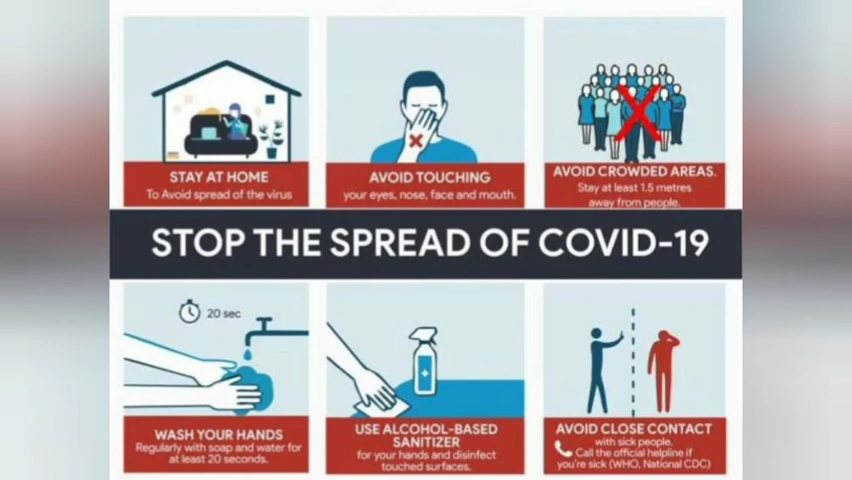 STAY AT HOME
To Avoid spread of the virus
AVOID TOUCHING
your eyes, nose, face and mouth.
AVOID CROWDED AREAS.
Stay at least 1.5 metres
away from people.
STOP THE SPREAD OF COVID-19
20 sec
WASH YOUR HANDS
Regularly with soap and water for
at least 20 seconds.
USE ALCOHOL-BASED
SANITIZER
for your hands and disinfect
touched surfaces.
AVOID CLOSE CONTACT
with sick people.
Call the official helpline if
you're sick (WHO, National CDC)